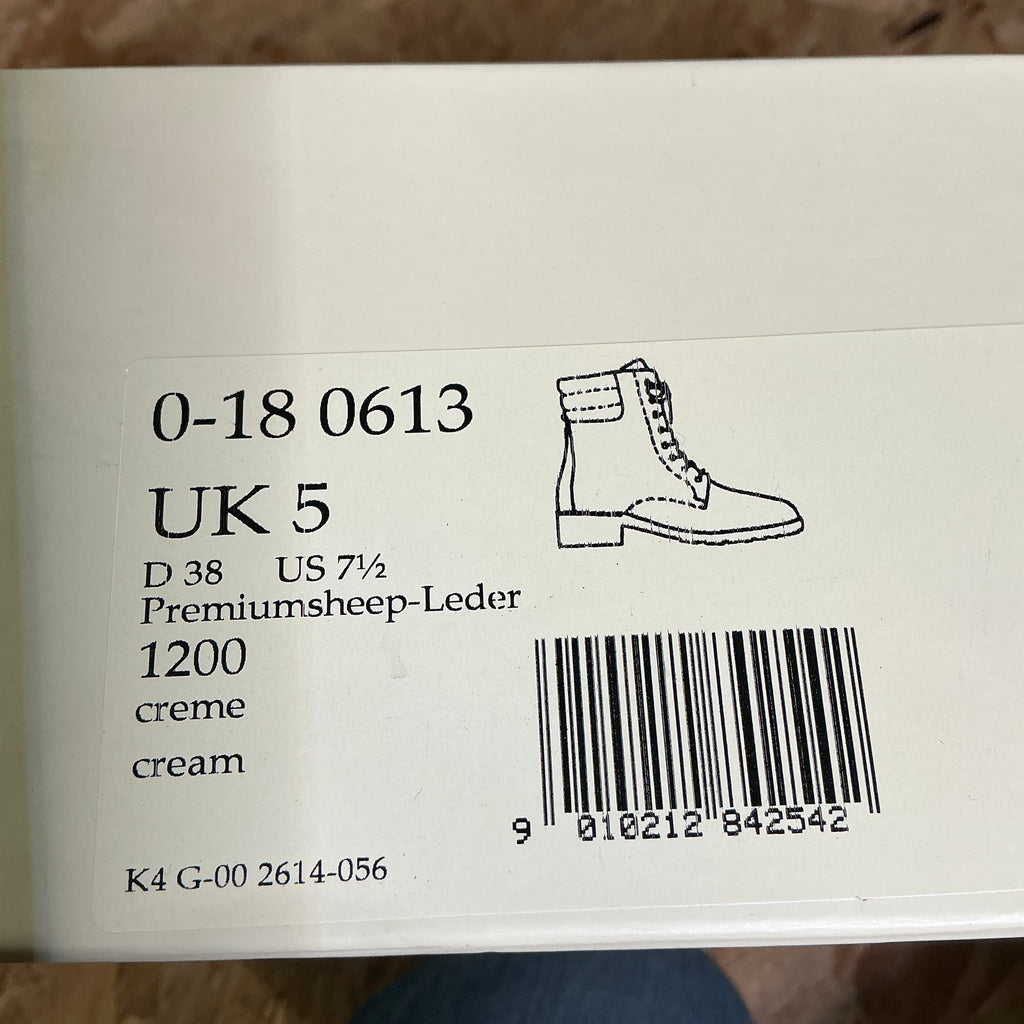 0-18 0613
UK 5
D 38 US 7½
Premiumsheep-Leder
1200
creme
cream
9 010212 842542
K4 G-00 2614-056